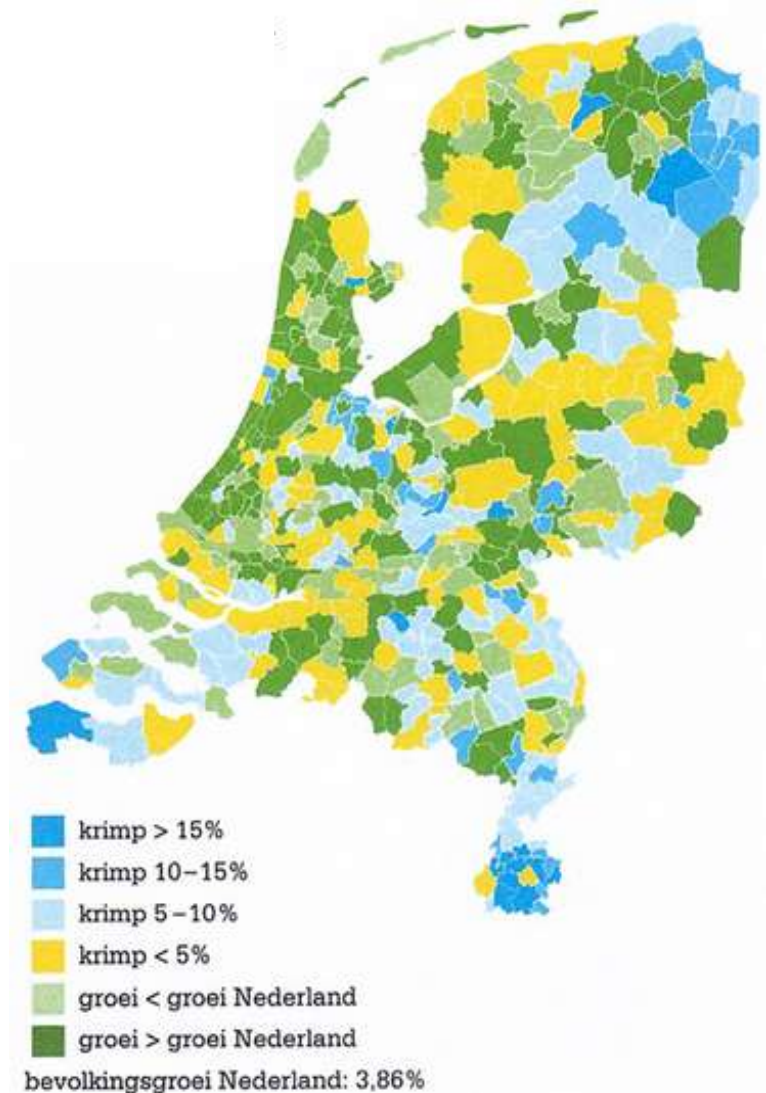 krimp > 15%
krimp 10–15%
krimp 5–10%
krimp < 5%
groei < groei Nederland
groei > groei Nederland
bevolkingsgroei Nederland: 3,86%